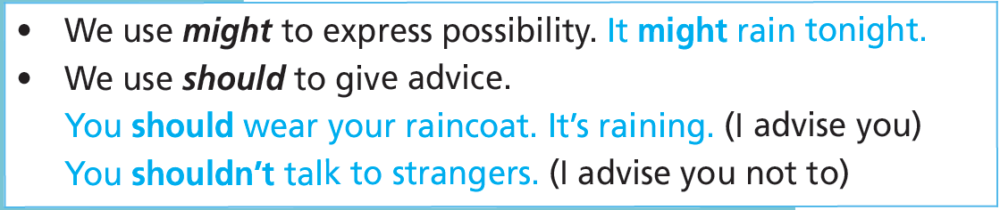 • We use might to express possibility. It might rain tonight.
• We use should to give advice.
You should wear your raincoat. It's raining. (I advise you)
You shouldn't talk to strangers. (I advise you not to)